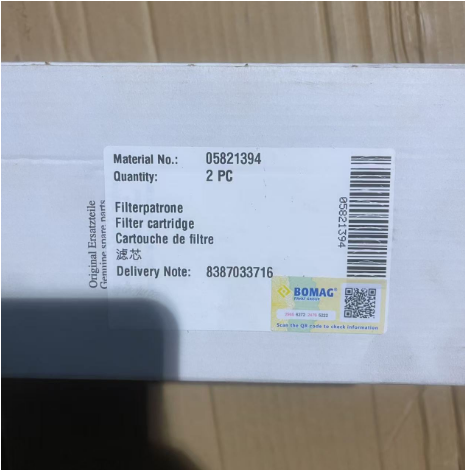 Material No.: 05821394
Quantity: 2 PC
Filterpatrone
Filter cartridge
Cartouche de filtre
滤芯
Delivery Note: 8387033716
05821394
Original Ersatzteile
Genuine spare parts
BOMAG
Scan the QR code to check information